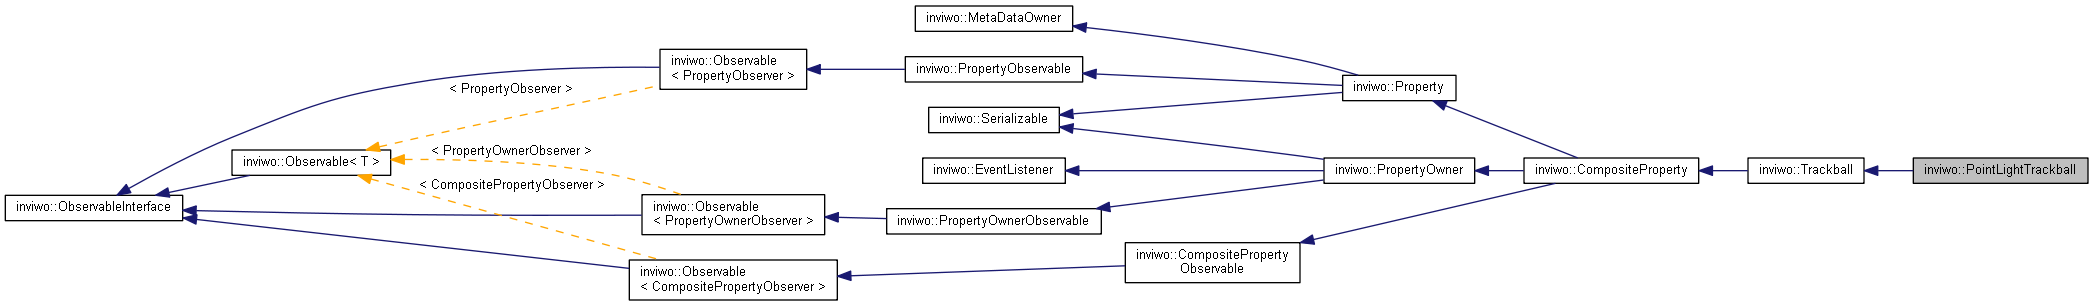 inviwo::MetaDataOwner
inviwo::Observable
< PropertyObserver >
inviwo::PropertyObservable
inviwo::Property
< PropertyObserver >
inviwo::Serializable
< PropertyOwnerObserver >
inviwo::Observable< T >
inviwo::EventListener
inviwo::PropertyOwner
inviwo::CompositeProperty
inviwo::Trackball
inviwo::PointLightTrackball
< CompositePropertyObserver >
inviwo::ObservableInterface
inviwo::Observable
< PropertyOwnerObserver >
inviwo::PropertyOwnerObservable
inviwo::CompositeProperty
Observable
inviwo::Observable
< CompositePropertyObserver >